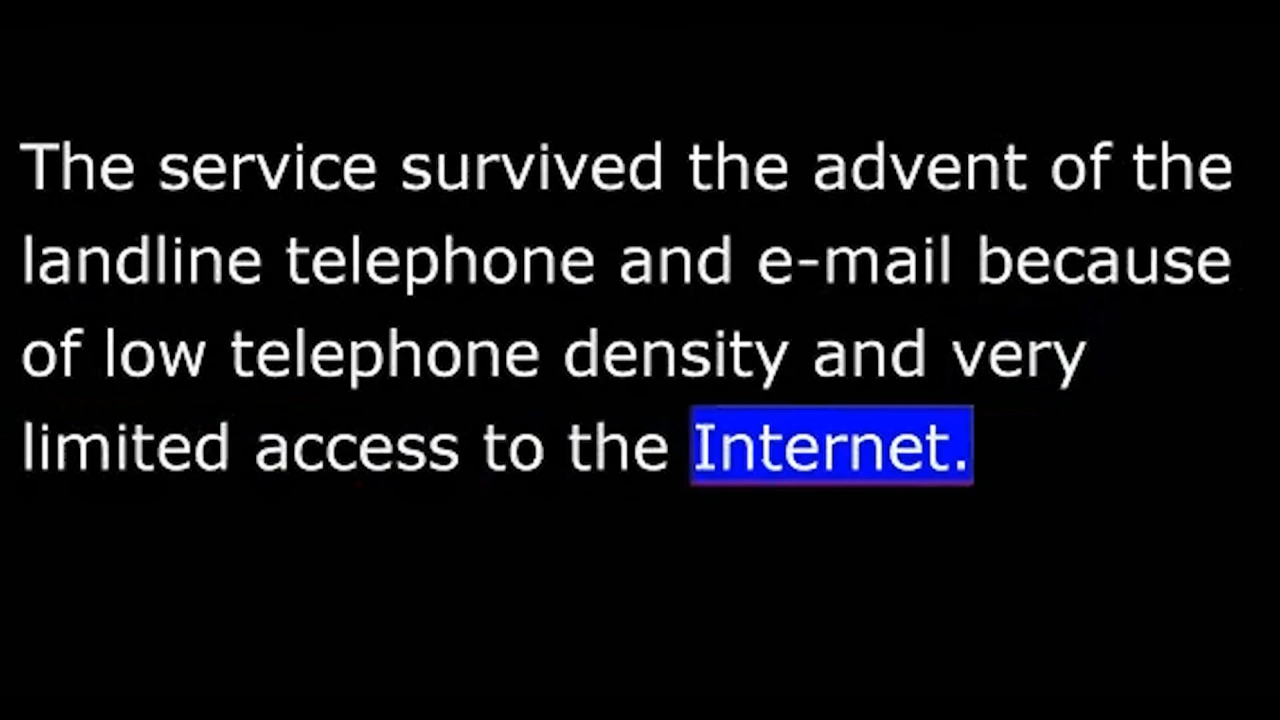 The service survived the advent of the
landline telephone and e-mail because
of low telephone density and very
limited access to the Internet.